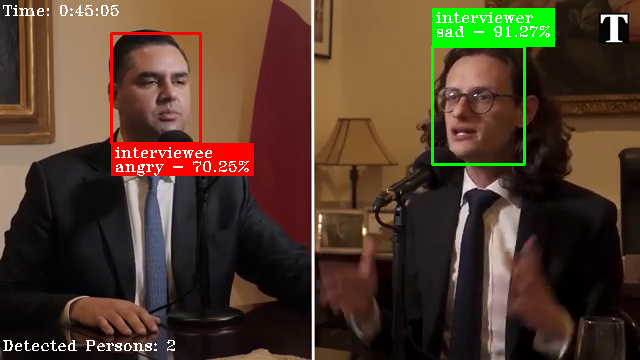 Time: 0:45:05
interviewer
sad - 91.27%
T
interviewee
angry - 70.25%
Detected Persons: 2